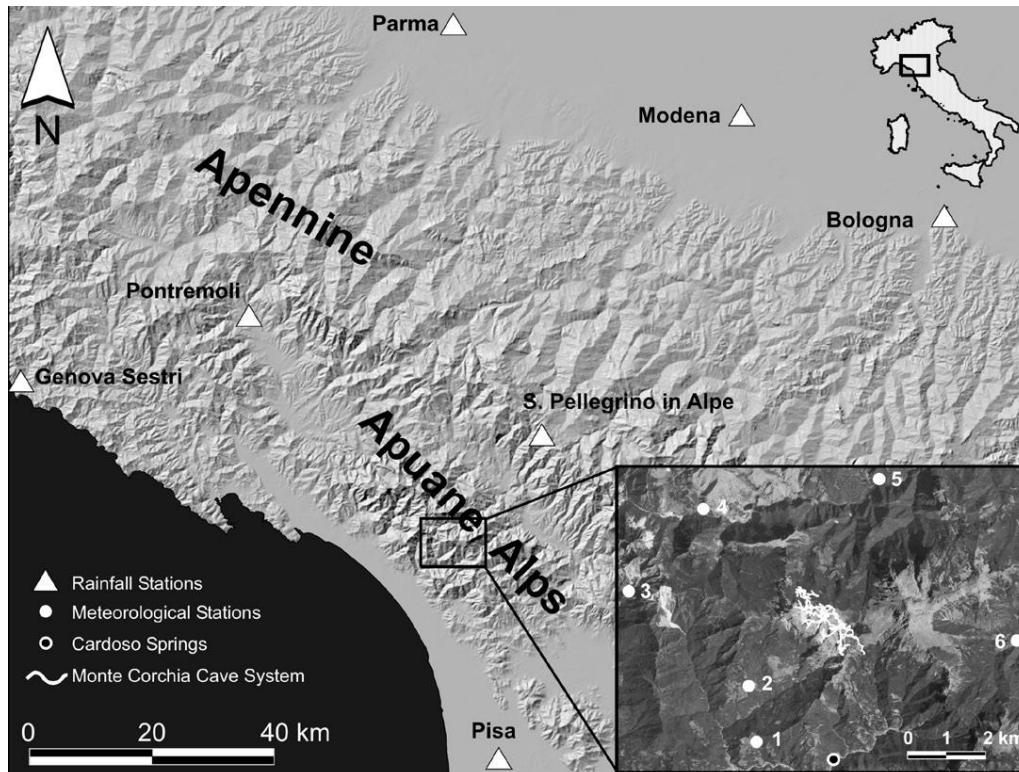 Parma
N
Modena
Apennine
Bologna
Pontremoli
Genova Sestri
S. Pellegrino in Alpe
Apuane Alps
5
4
3
6
2
1
Rainfall Stations
Meteorological Stations
Cardoso Springs
Monte Corchia Cave System
0 20 40 km
Pisa
0 1 2 km